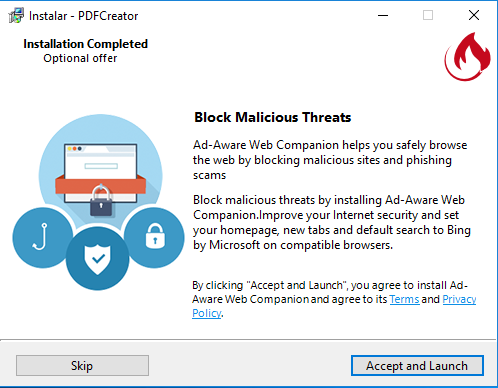 Instalar - PDFCreator
Installation Completed
Optional offer
Block Malicious Threats
Ad-Aware Web Companion helps you safely browse
the web by blocking malicious sites and phishing
scams
Block malicious threats by installing Ad-Aware Web
Companion.Improve your Internet security and set
your homepage, new tabs and default search to Bing
by Microsoft on compatible browsers.
By clicking "Accept and Launch", you agree to install Ad-
Aware Web Companion and agree to its Terms and Privacy
Policy.
Skip
Accept and Launch